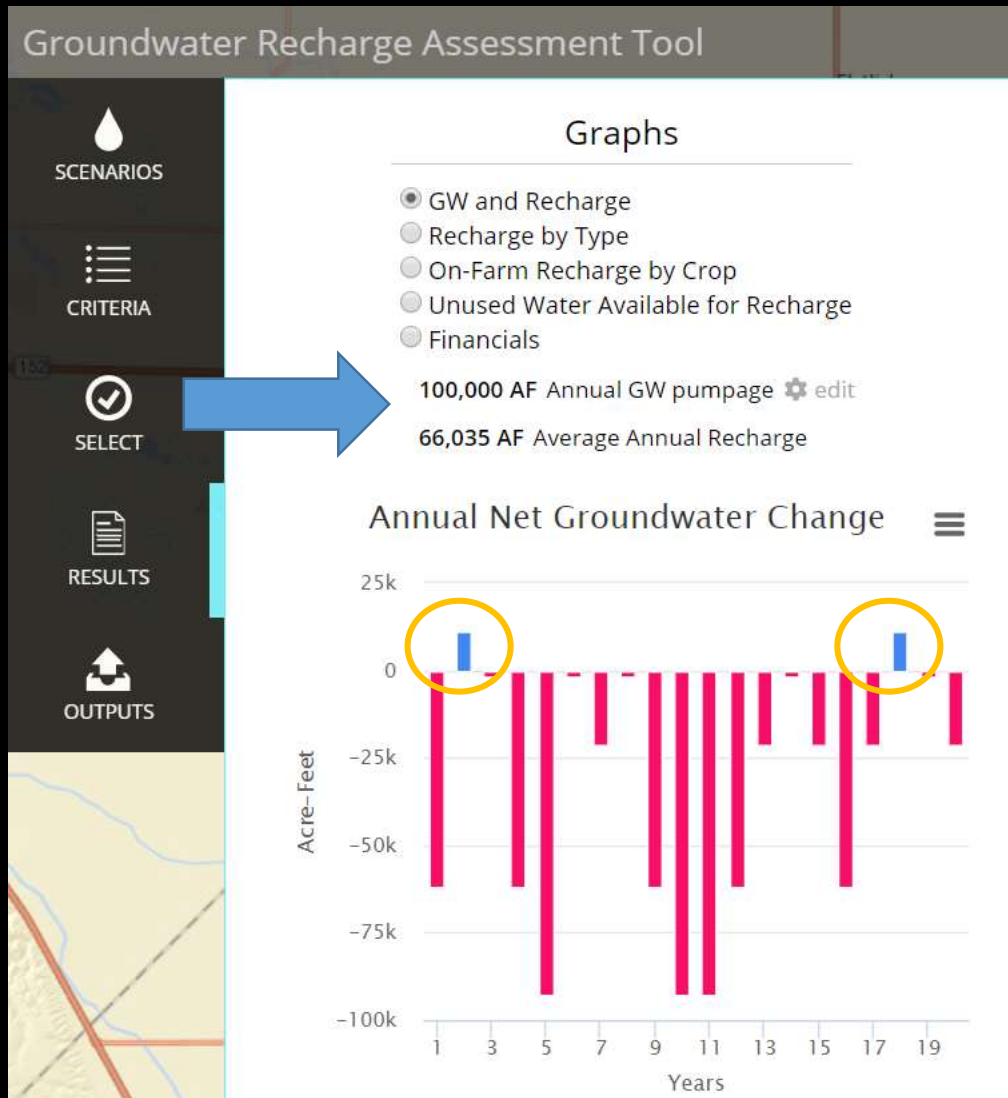 Groundwater Recharge Assessment Tool
SCENARIOS
CRITERIA
152
SELECT
RESULTS
OUTPUTS
Graphs
GW and Recharge
Recharge by Type
On-Farm Recharge by Crop
Unused Water Available for Recharge
Financials
100,000 AF Annual GW pumpage edit
66,035 AF Average Annual Recharge
Annual Net Groundwater Change
25k
0
−25k
−50k
−75k
−100k
Acre-Feet
1 3 5 7 9 11 13 15 17 19
Years